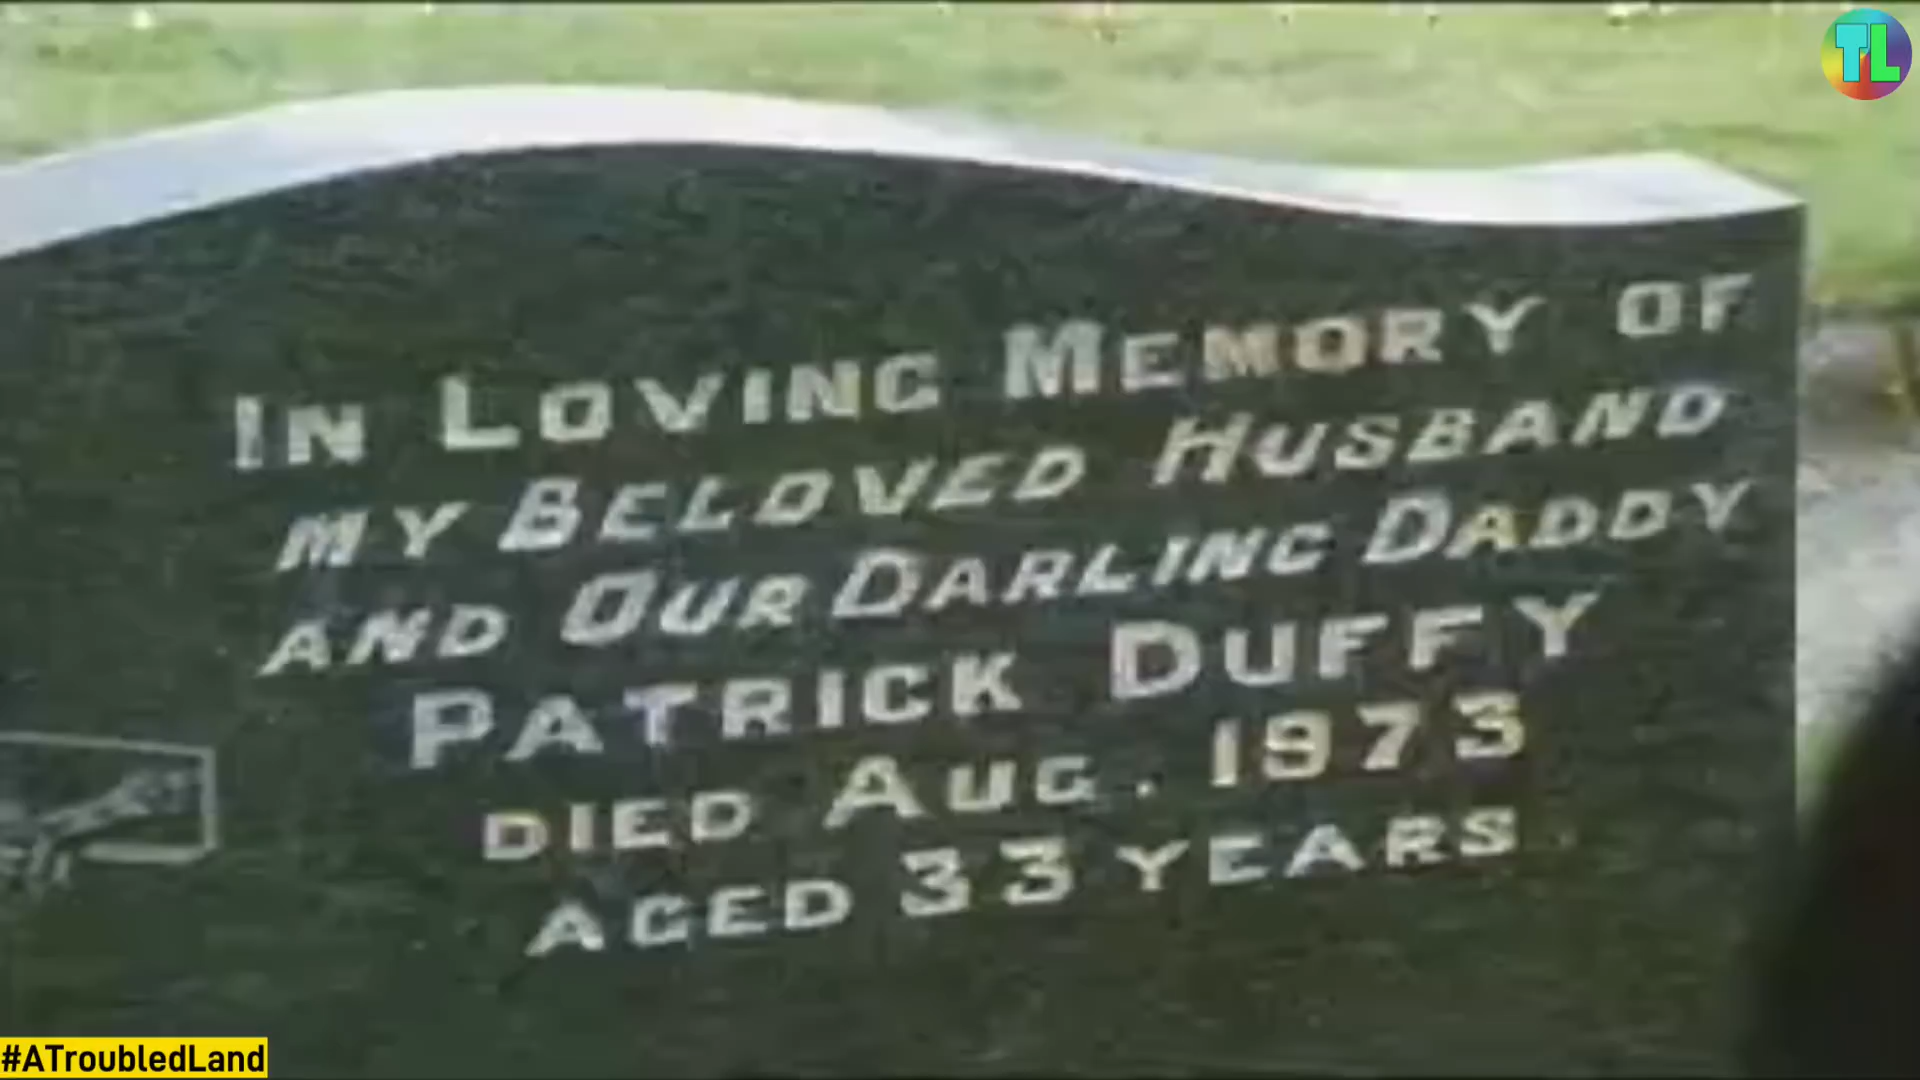 TL
IN LOVING MEMORY OF
MY BELOVED HUSBAND
AND OUR DARLING DADDY
PATRICK DUFFY
DIED AUG. 1973
AGED 33 YEARS
#ATroubledLand